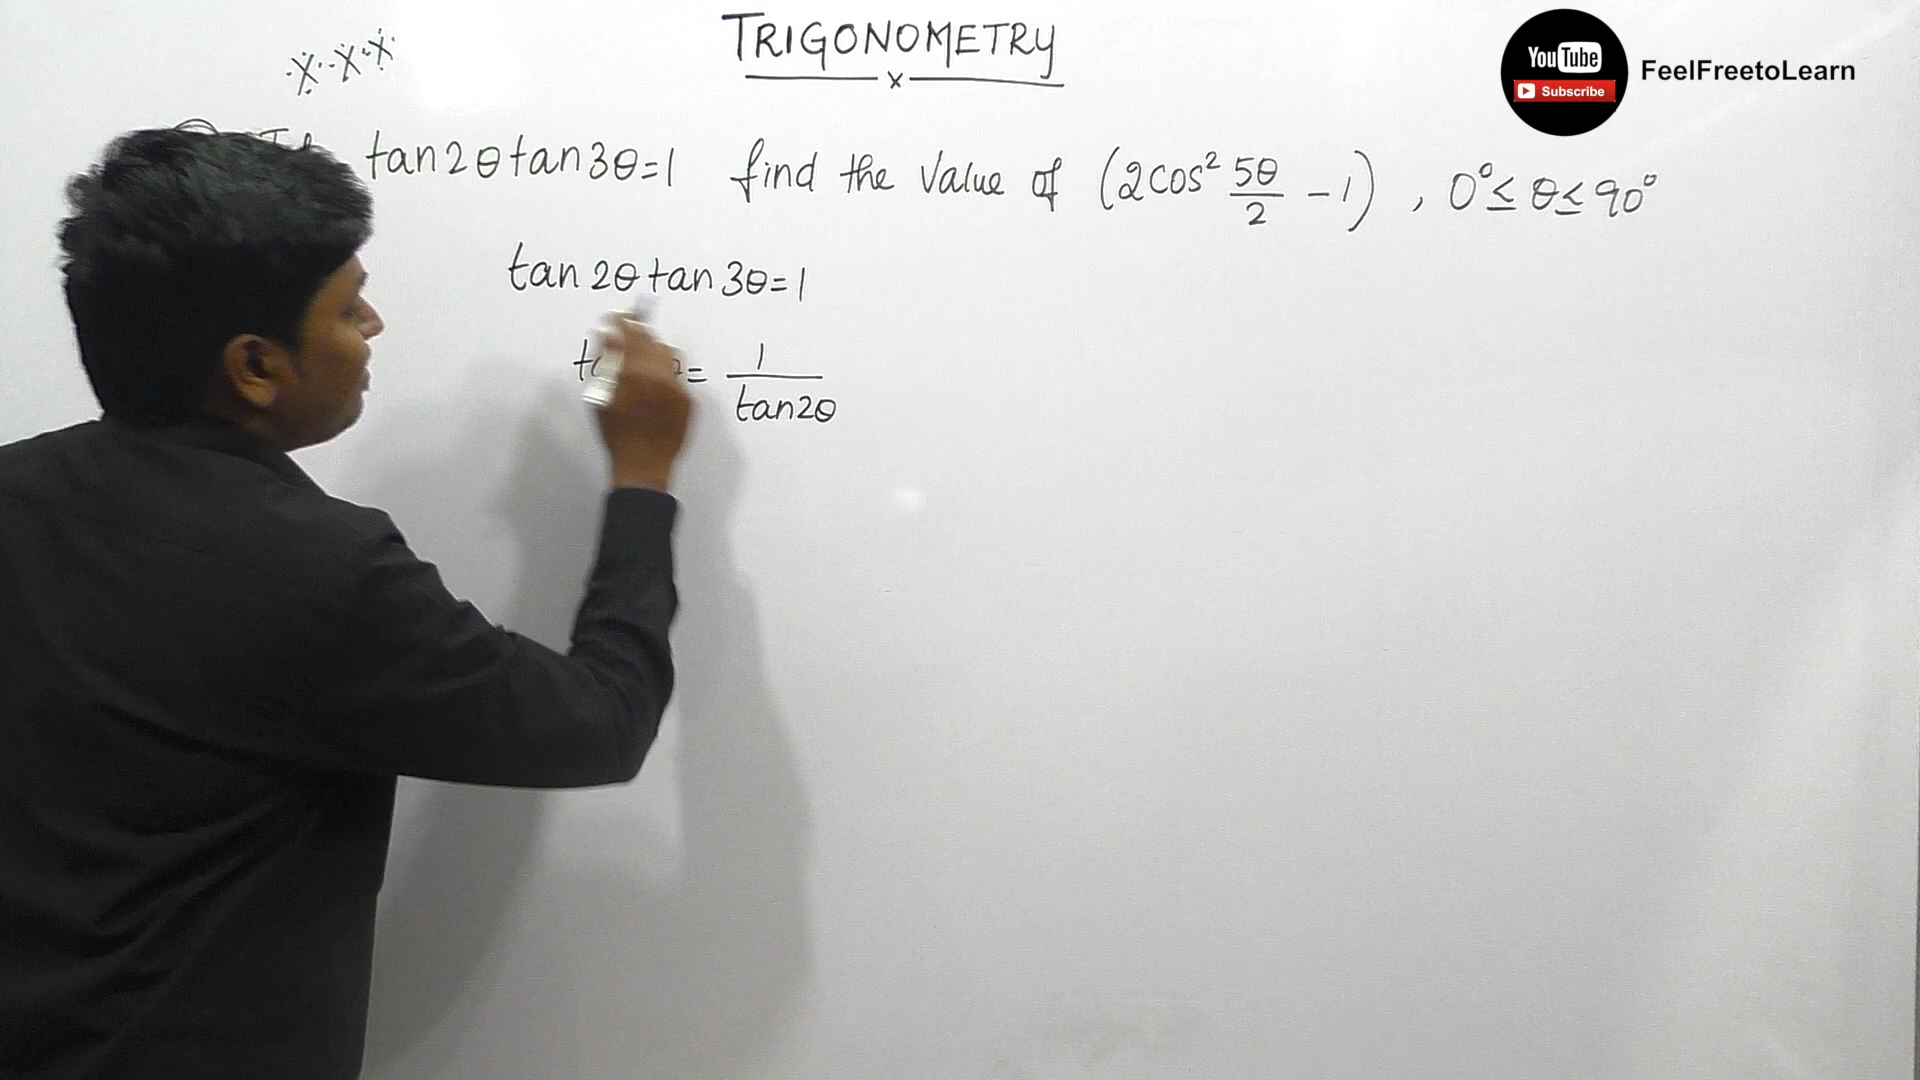 TRIGONOMETRY
x
YouTube
Subscribe
FeelFreetoLearn
tan2θtan3θ=1 find the value of (2cos² 5θ/2 - 1) , 0°≤ θ≤ 90°
tan 2θ tan 3θ=1
= 1/tan2θ